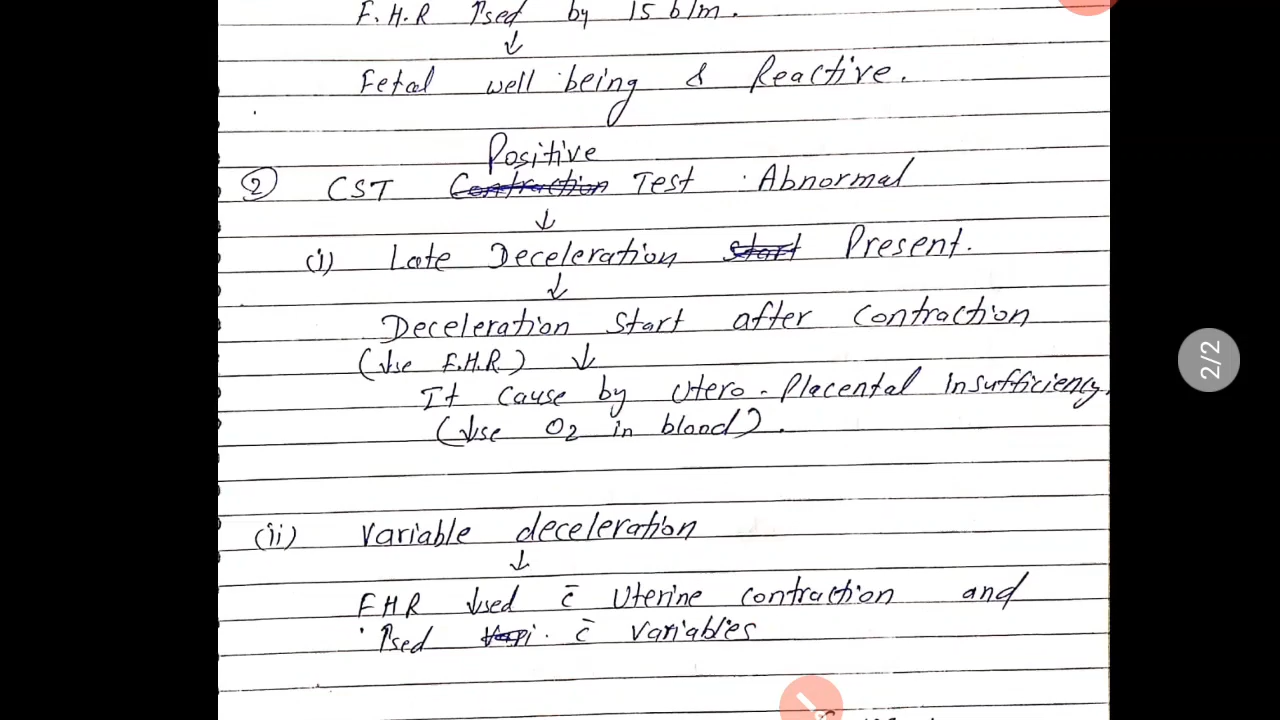 F.H.R ↑sed by 15 b/m.
↓
Fetal well being & Reactive.
Positive
② CST Contraction Test Abnormal
↓
(i) Late Deceleration start Present.
↓
Deceleration start after contraction
(↓se F.H.R.) ↓
It cause by Utero-Placental insufficiency.
(↓se O2 in blood).
(ii) Variable deceleration
↓
FHR ↓sed c̄ Uterine contraction and
↑sed c̄ variables
2/2